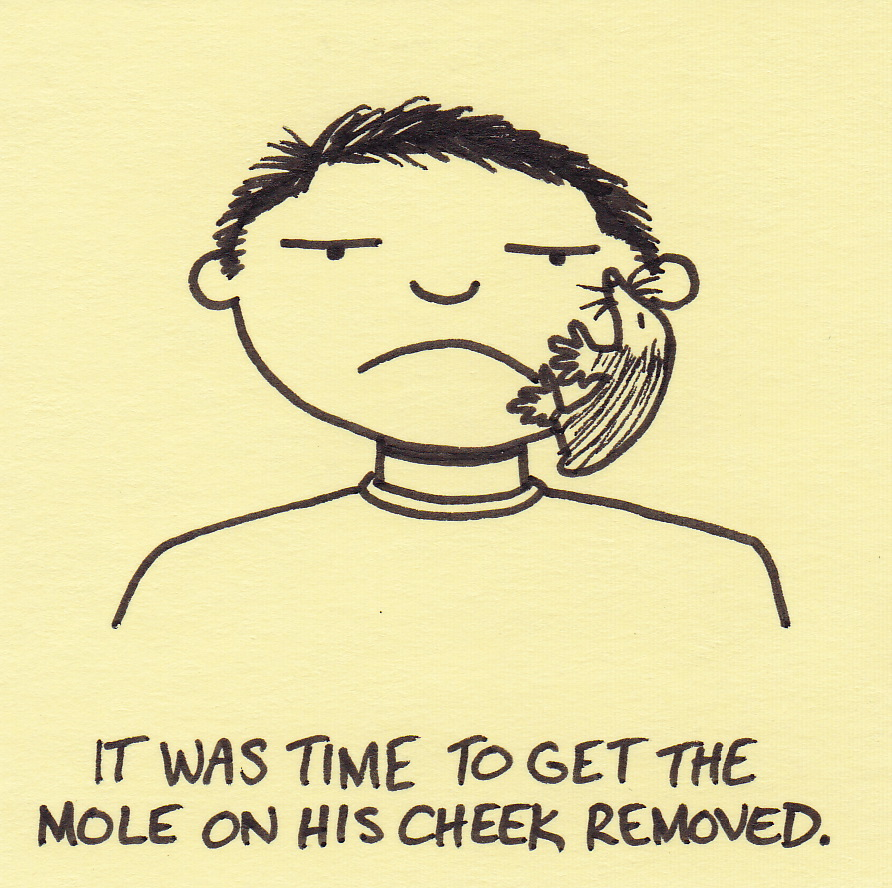 IT WAS TIME TO GET THE
MOLE ON HIS CHEEK REMOVED.